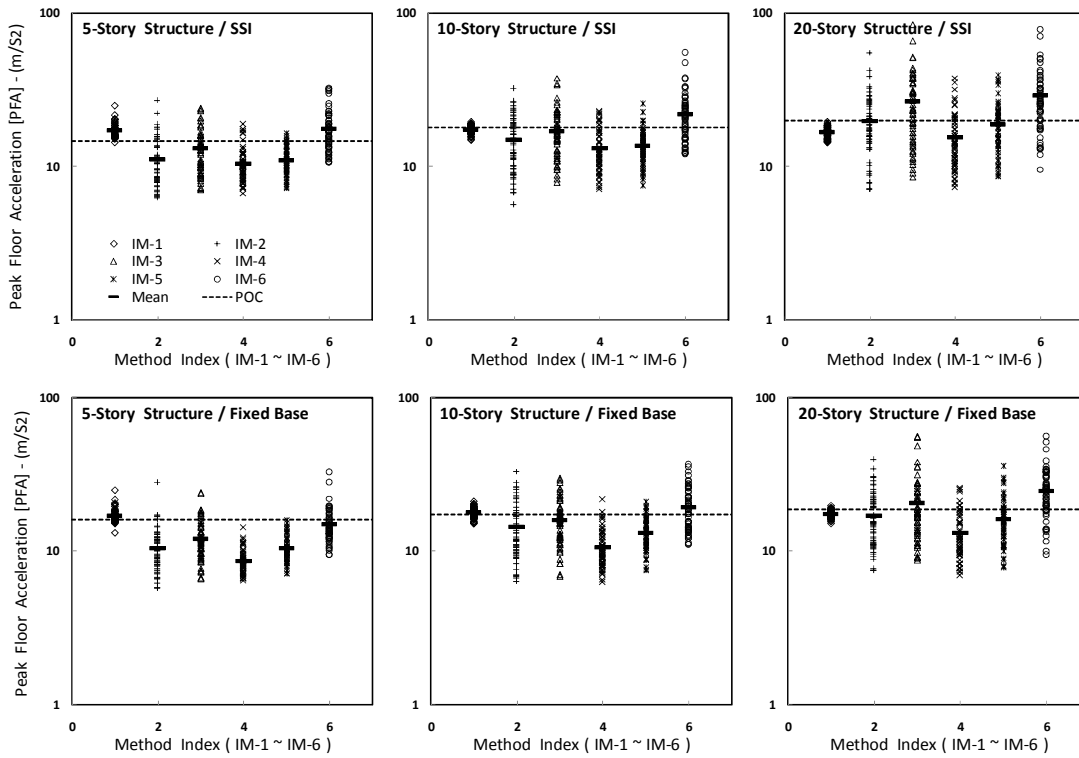 5-Story Structure / SSI
10-Story Structure / SSI
20-Story Structure / SSI
Peak Floor Acceleration [PFA] - (m/S2)
100
10
1
IM-1 IM-2
IM-3 IM-4
IM-5 IM-6
Mean POC
0 2 4 6
Method Index ( IM-1 ~ IM-6 )
100
10
1
0 2 4 6
Method Index ( IM-1 ~ IM-6 )
100
10
1
0 2 4 6
Method Index ( IM-1 ~ IM-6 )
5-Story Structure / Fixed Base
10-Story Structure / Fixed Base
20-Story Structure / Fixed Base
Peak Floor Acceleration [PFA] - (m/S2)
100
10
1
0 2 4 6
Method Index ( IM-1 ~ IM-6 )
100
10
1
0 2 4 6
Method Index ( IM-1 ~ IM-6 )
100
10
1
0 2 4 6
Method Index ( IM-1 ~ IM-6 )